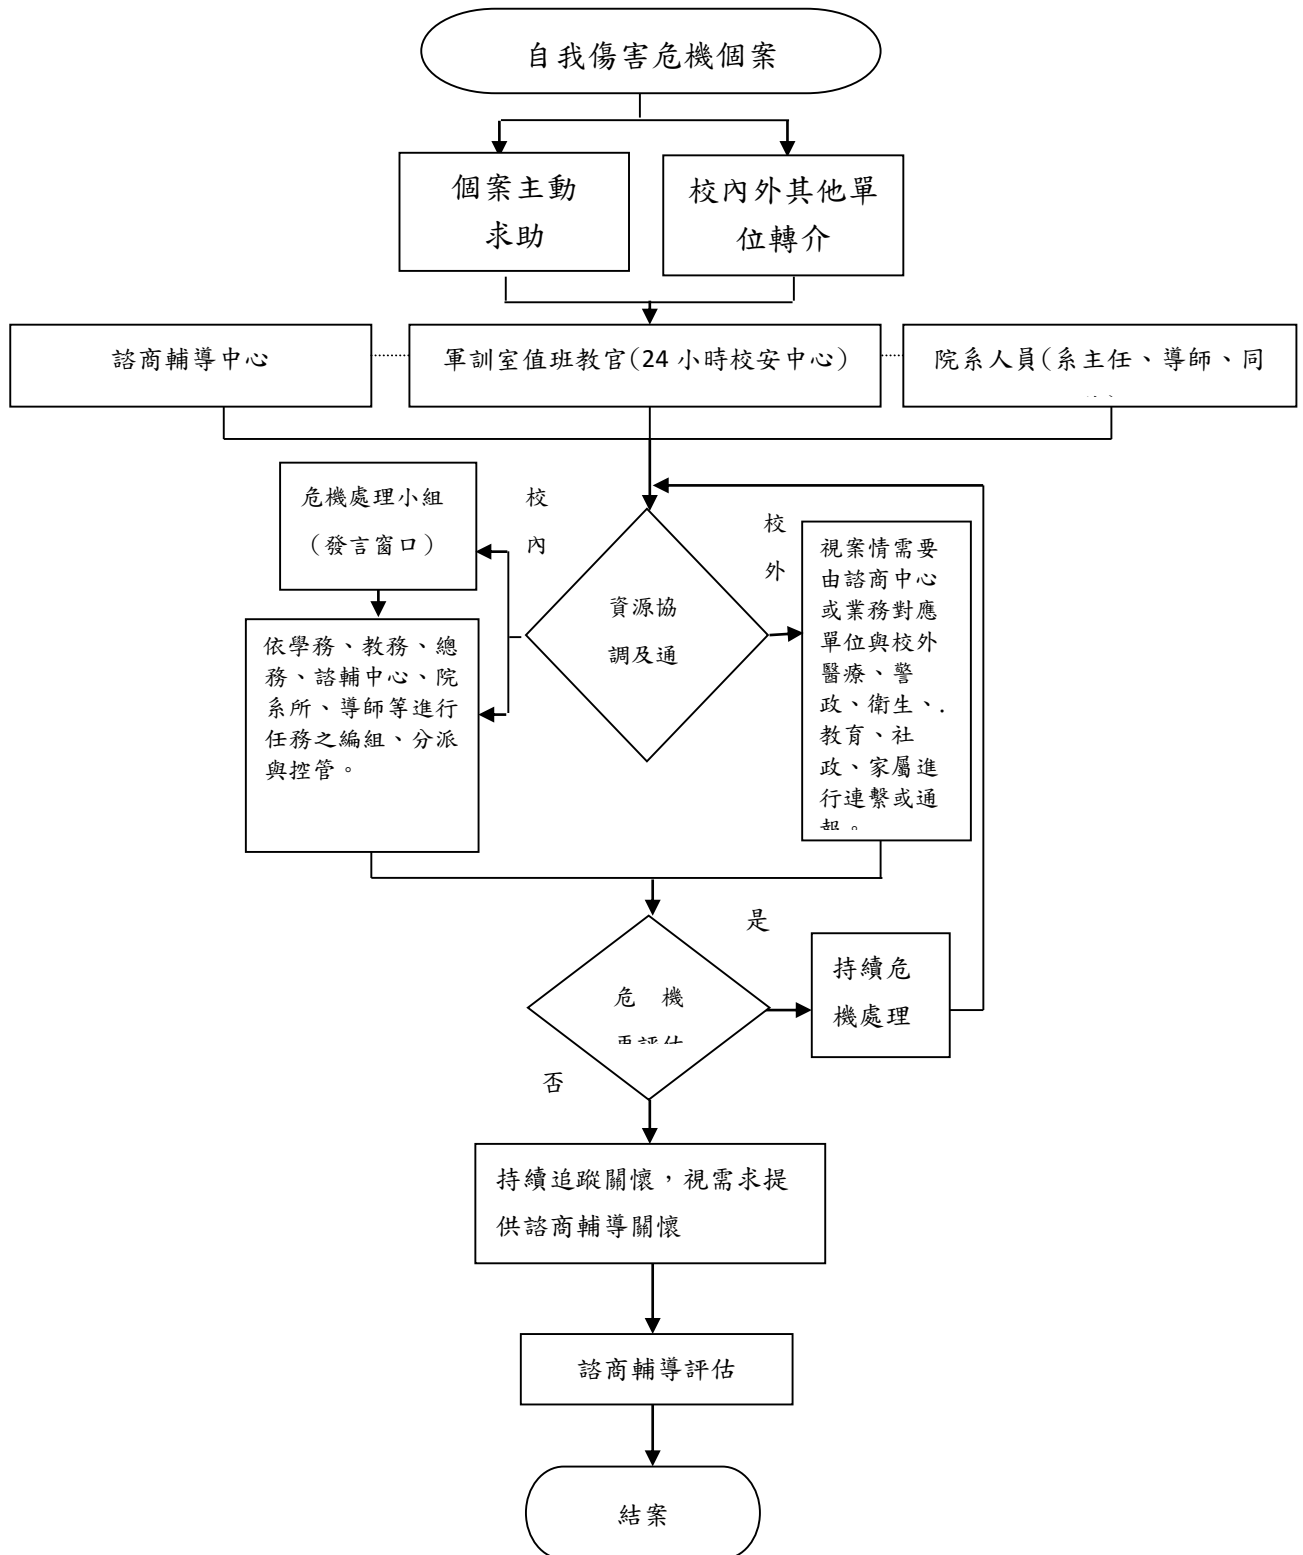 自我傷害危機個案
個案主動
求助
校內外其他單
位轉介
諮商輔導中心
軍訓室值班教官(24 小時校安中心)
院系人員(系主任、導師、同
危機處理小組
(發言窗口)
校
內
校
外
資源協
調及通
視案情需要
由諮商中心
或業務對應
單位與校外
醫療、警
政、衛生、.
教育、社
政、家屬進
行連繫或通
報。
依學務、教務、總
務、諮輔中心、院
系所、導師等進行
任務之編組、分派
與控管。
是
危 機
再評估
持續危
機處理
否
持續追蹤關懷，視需求提
供諮商輔導關懷
諮商輔導評估
結案